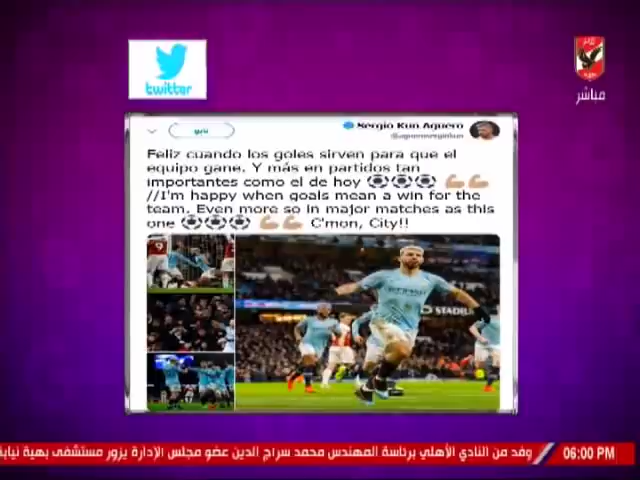 twitter
مباشر
Sergio Kun Aguero
@aguerosergiokun
Feliz cuando los goles sirven para que el
equipo gane. Y más en partidos tan
importantes como el de hoy ⚽⚽⚽ 💪🏽💪🏽
//I'm happy when goals mean a win for the
team. Even more so in major matches as this
one ⚽⚽⚽ 💪🏽💪🏽 C'mon, City!!
STADIUM
وفد من النادي الأهلي برئاسة المهندس محمد سراج الدين عضو مجلس الإدارة يزور مستشفى بهية نيابة
06:00 PM